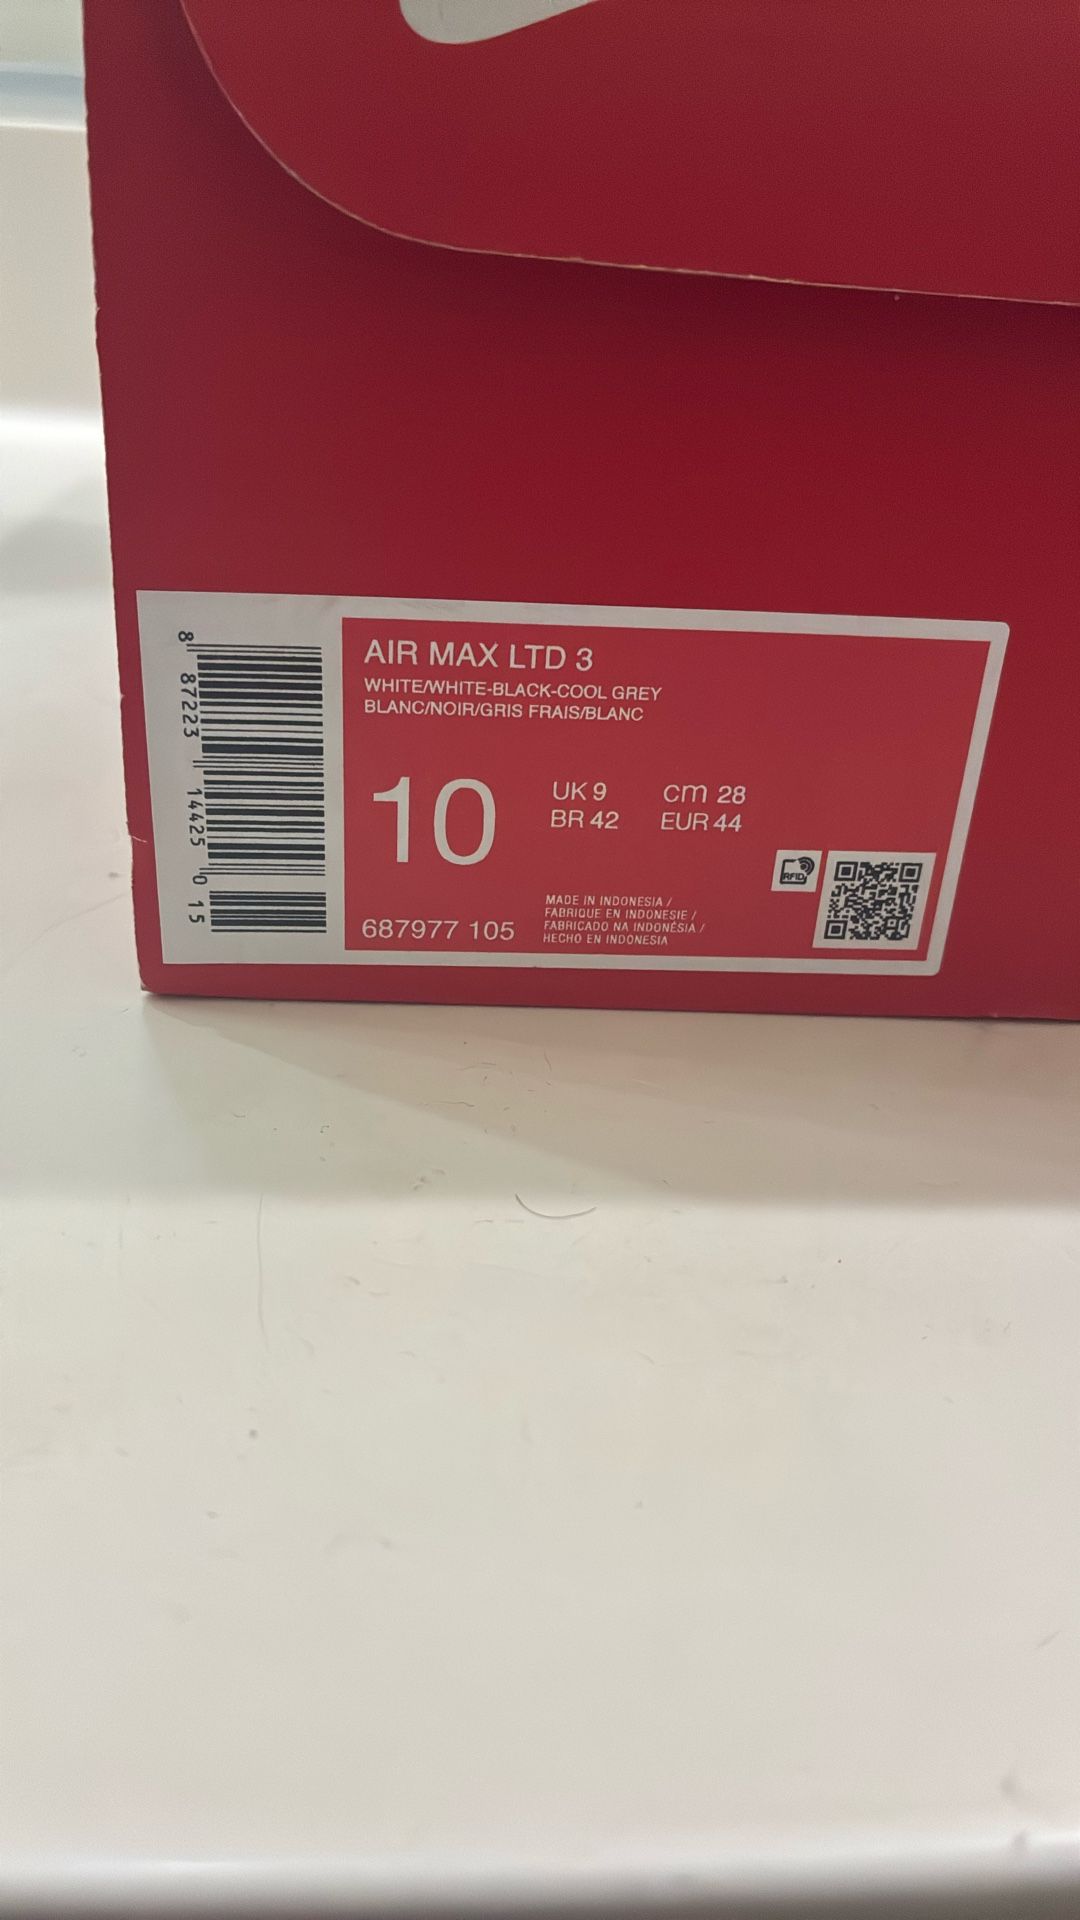 AIR MAX LTD 3
WHITE/WHITE-BLACK-COOL GREY
BLANC/NOIR/GRIS FRAIS/BLANC
10
UK 9
cm 28
BR 42
EUR 44
RFID
687977 105
MADE IN INDONESIA /
FABRIQUE EN INDONESIE /
FABRICADO NA INDONÉSIA /
HECHO EN INDONESIA
8 87223 14425 0 15